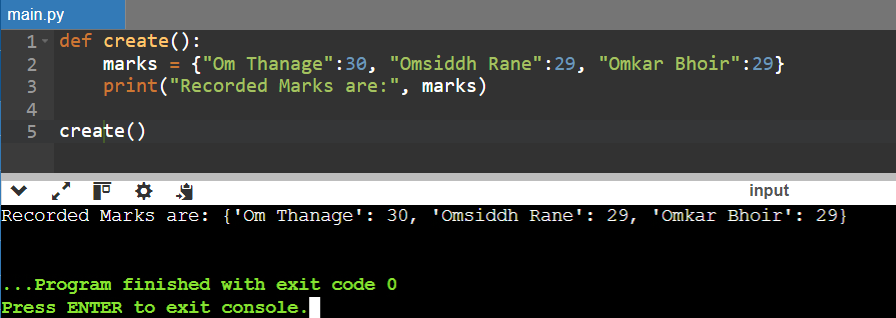 main.py
1 def create():
2     marks = {"Om Thanage":30, "Omsiddh Rane":29, "Omkar Bhoir":29}
3     print("Recorded Marks are:", marks)
4
5 create()
input
Recorded Marks are: {'Om Thanage': 30, 'Omsiddh Rane': 29, 'Omkar Bhoir': 29}
...Program finished with exit code 0
Press ENTER to exit console.